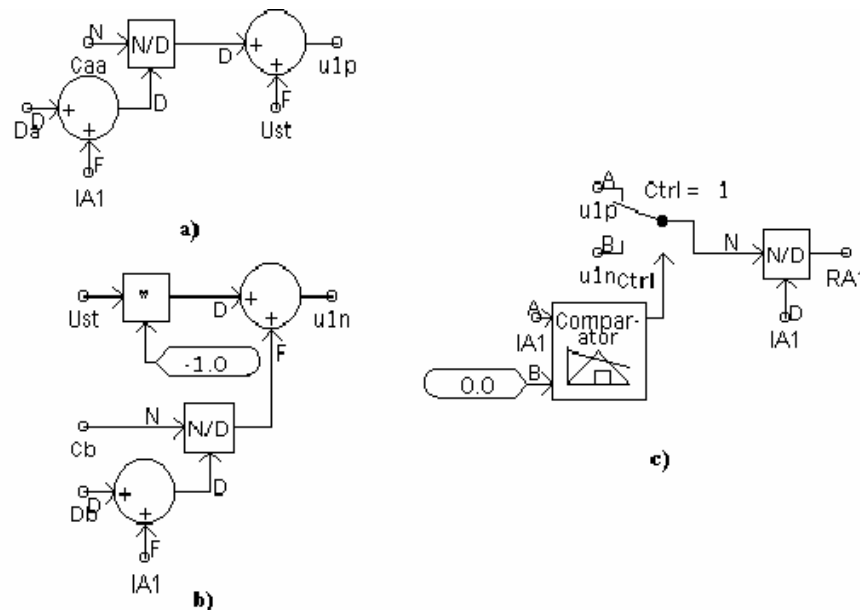 N
N/D
D
+
+
u1p
Caa
F
Ust
D
Da
D
+
+
F
IA1
a)
Ust
*
D
+
+
u1n
F
-1.0
N
Cb
N/D
D
Db
D
+
+
F
IA1
b)
A
u1p
Ctrl = 1
B
u1n
Ctrl
N
N/D
RA1
D
IA1
A
IA1
Compar-
ator
B
0.0
c)